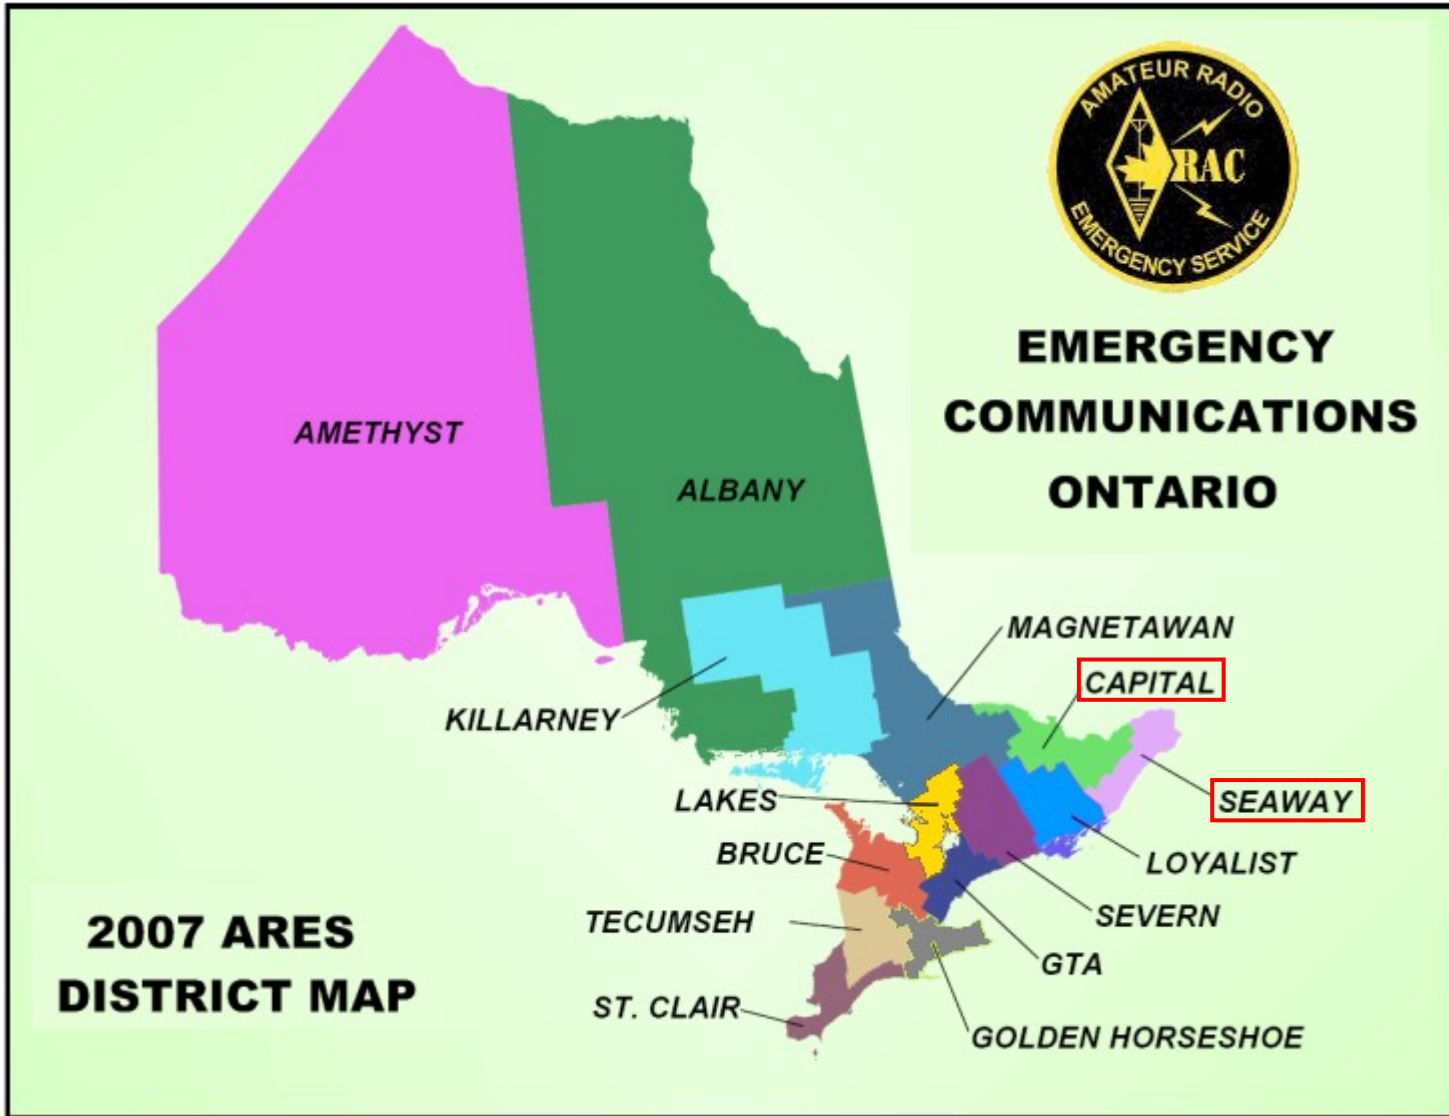 AMATEUR RADIO
RAC
EMERGENCY SERVICE
EMERGENCY
COMMUNICATIONS
ONTARIO
AMETHYST
ALBANY
MAGNETAWAN
CAPITAL
KILLARNEY
SEAWAY
LAKES
BRUCE
LOYALIST
SEVERN
TECUMSEH
GTA
ST. CLAIR
GOLDEN HORSESHOE
2007 ARES
DISTRICT MAP